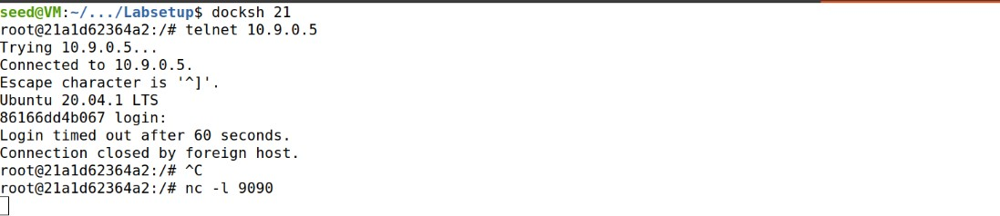 seed@VM:~/.../Labsetup$ docksh 21
root@21a1d62364a2:/# telnet 10.9.0.5
Trying 10.9.0.5...
Connected to 10.9.0.5.
Escape character is '^]'.
Ubuntu 20.04.1 LTS
86166dd4b067 login:
Login timed out after 60 seconds.
Connection closed by foreign host.
root@21a1d62364a2:/# ^C
root@21a1d62364a2:/# nc -l 9090